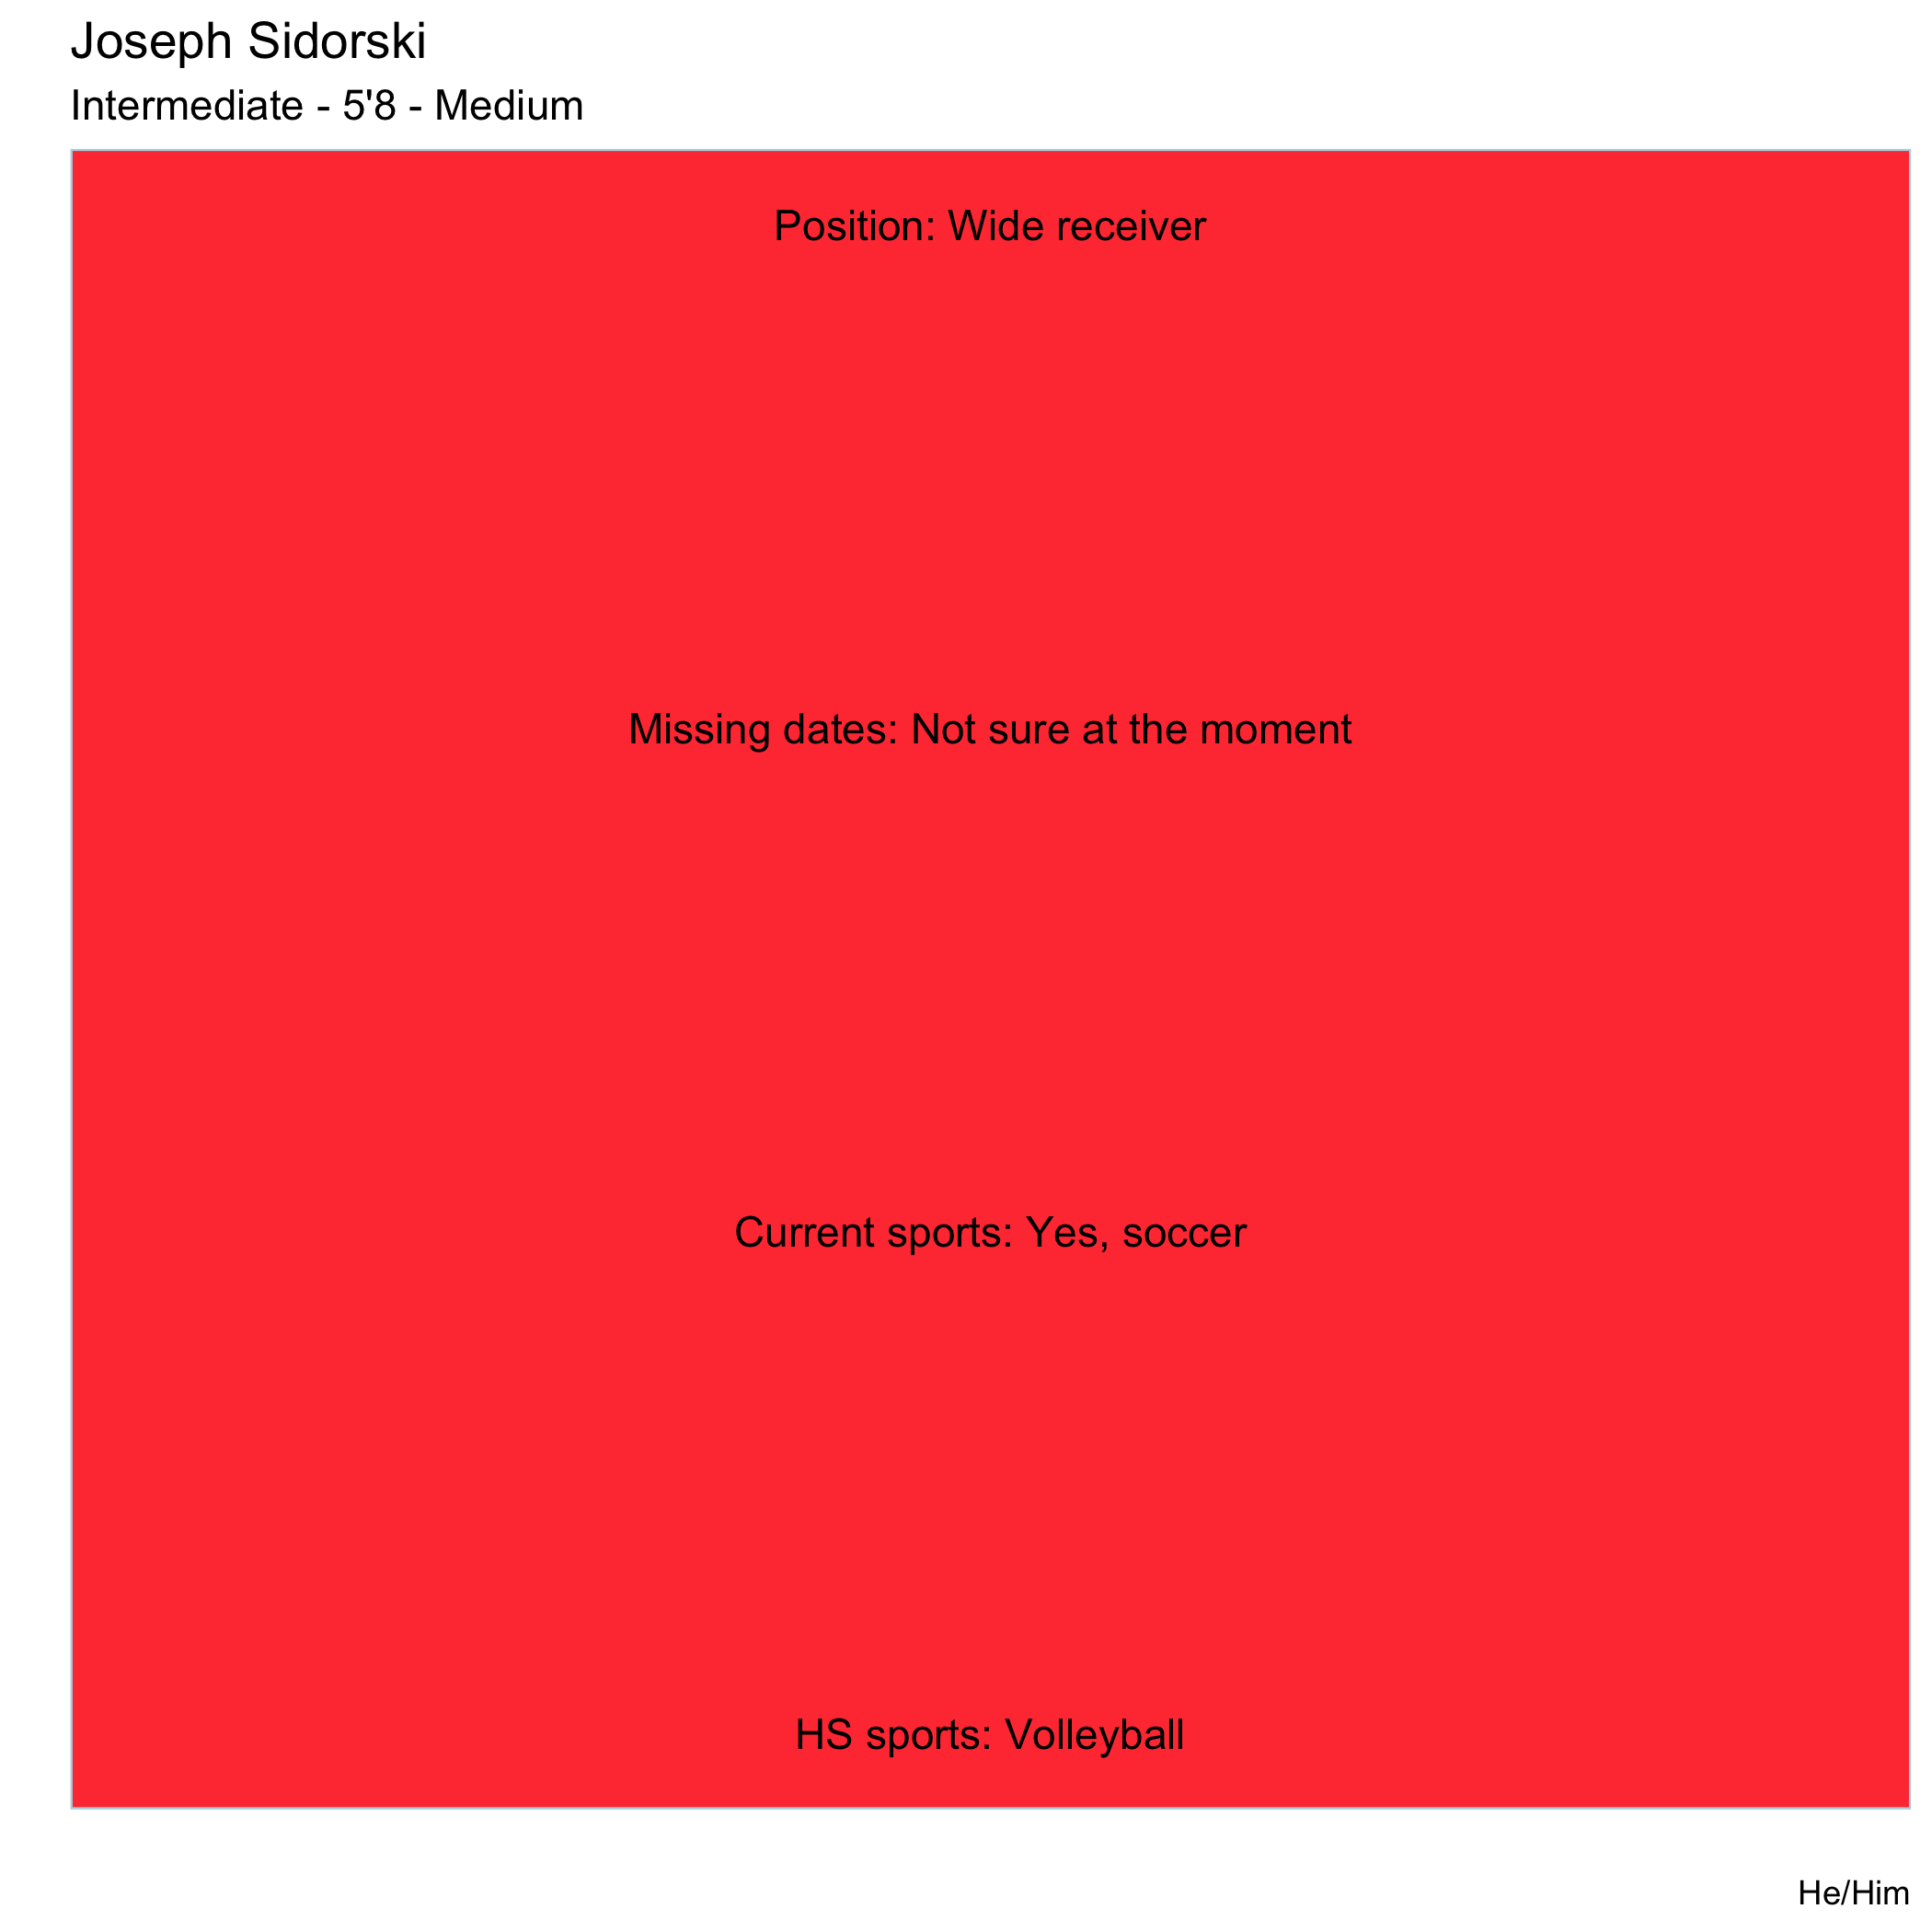 Joseph Sidorski
Intermediate - 5'8 - Medium
Position: Wide receiver
Missing dates: Not sure at the moment
Current sports: Yes, soccer
HS sports: Volleyball
He/Him